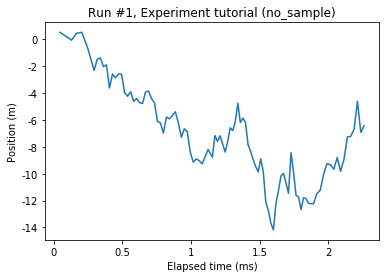 Run #1, Experiment tutorial (no_sample)
Position (m)
0
-2
-4
-6
-8
-10
-12
-14
0 0.5 1 1.5 2
Elapsed time (ms)